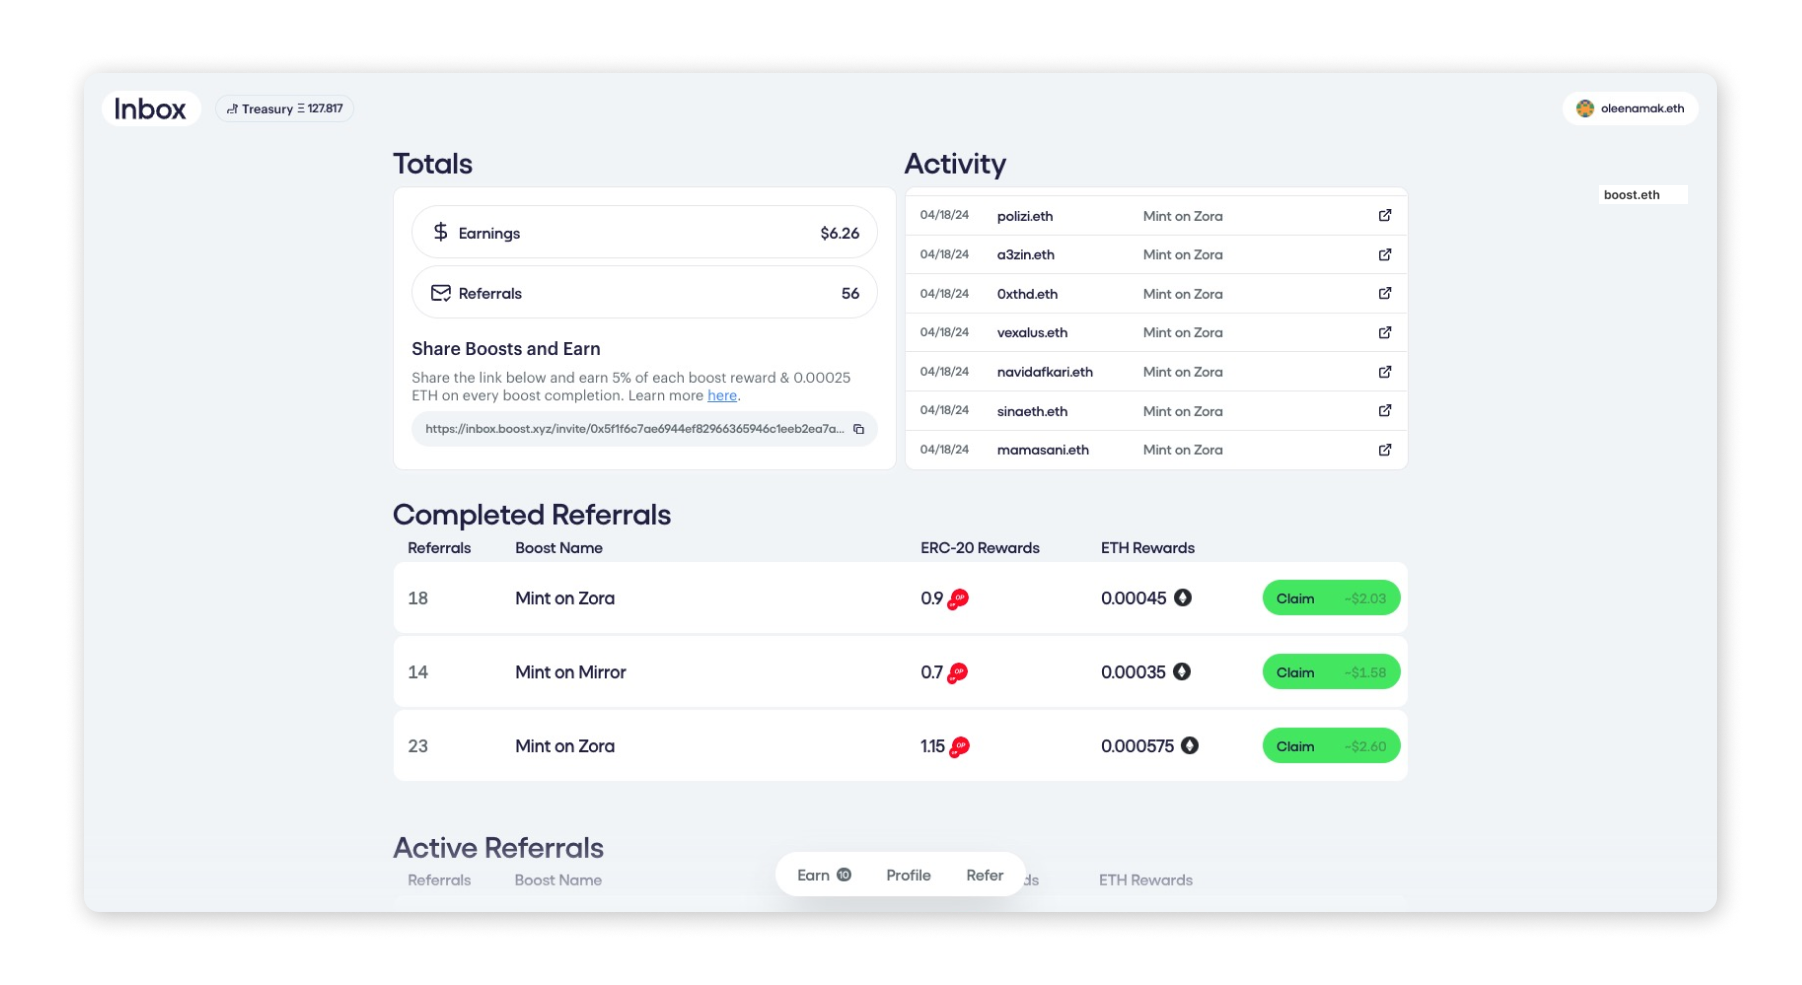 Inbox
Treasury Ξ 127.817
oleenamak.eth
boost.eth
Totals
Earnings $6.26
Referrals 56
Share Boosts and Earn
Share the link below and earn 5% of each boost reward & 0.00025
ETH on every boost completion. Learn more here.
https://inbox.boost.xyz/invite/0x5f1f6c7ae6944ef82966365946c1eeb2ea7a...
Activity
04/18/24 polizi.eth Mint on Zora
04/18/24 a3zin.eth Mint on Zora
04/18/24 0xthd.eth Mint on Zora
04/18/24 vexalus.eth Mint on Zora
04/18/24 navidafkari.eth Mint on Zora
04/18/24 sinaeth.eth Mint on Zora
04/18/24 mamasani.eth Mint on Zora
Completed Referrals
Referrals Boost Name ERC-20 Rewards ETH Rewards
18 Mint on Zora 0.9 OP 0.00045 Claim ~$2.03
14 Mint on Mirror 0.7 OP 0.00035 Claim ~$1.58
23 Mint on Zora 1.15 OP 0.000575 Claim ~$2.60
Active Referrals
Referrals Boost Name ds ETH Rewards
Earn 10 Profile Refer